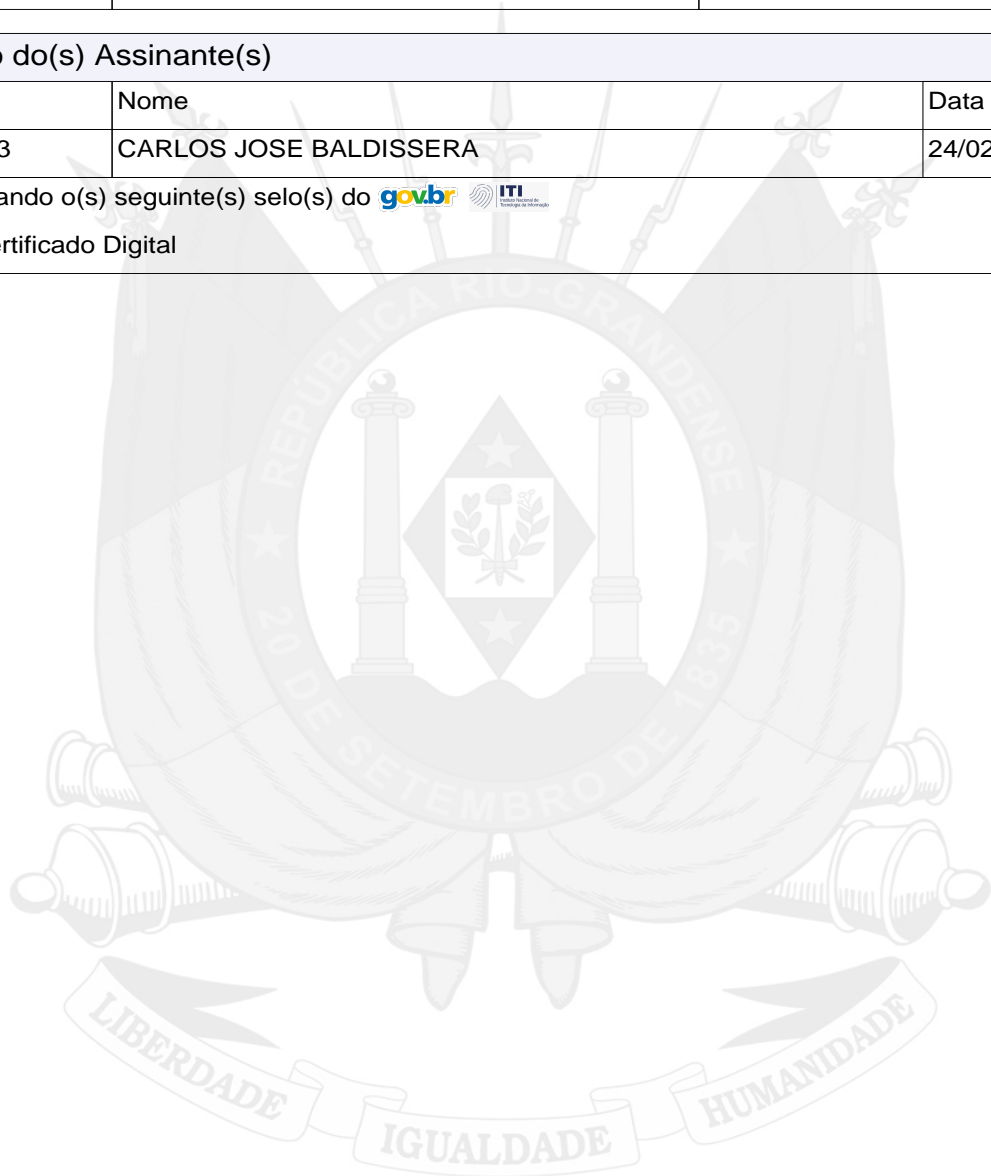 o do(s) Assinante(s)
Nome Data
3 CARLOS JOSE BALDISSERA 24/02
ando o(s) seguinte(s) selo(s) do gov.br ITI
rtificado Digital
REPÚBLICA RIO-GRANDENSE
20 DE SETEMBRO DE 1835
LIBERDADE IGUALDADE HUMANIDADE